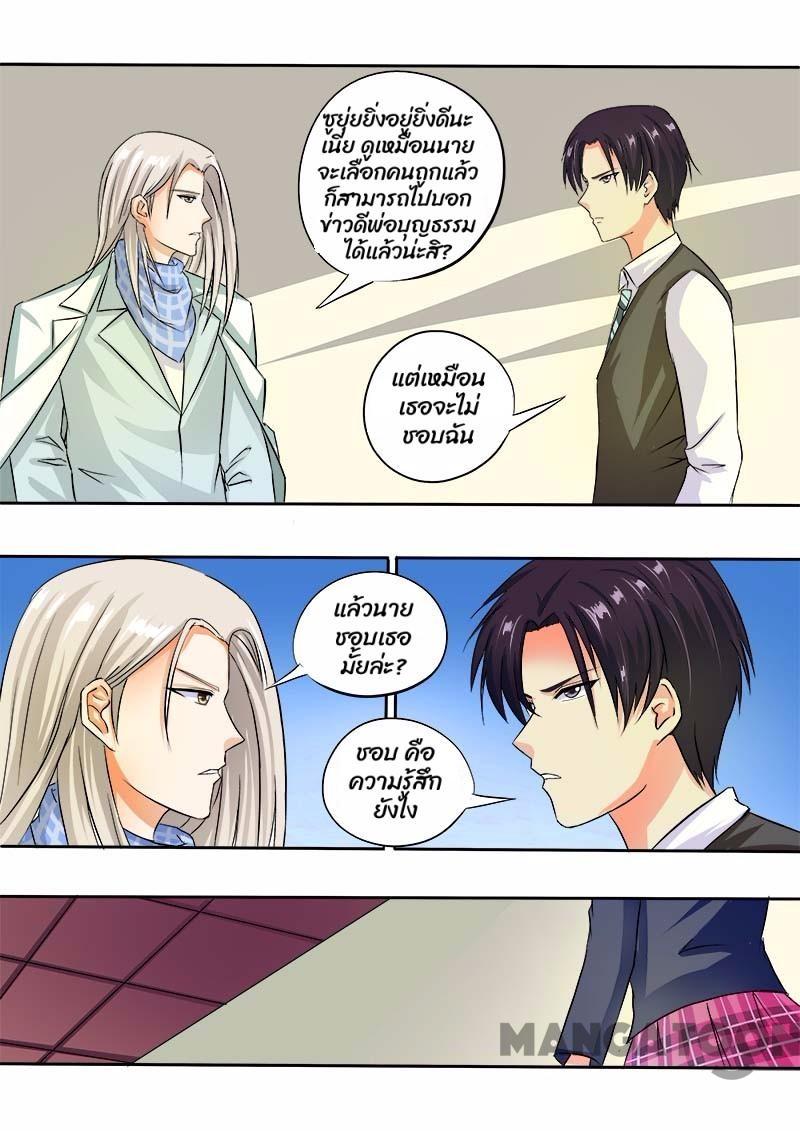 ซูยุ่ยยิ่งอยู่ยิ่งดีนะ
เนี่ย ดูเหมือนนาย
จะเลือกคนถูกแล้ว
ก็สามารถไปบอก
ข่าวดีพ่อบุญธรรม
ได้แล้วน่ะสิ?
แต่เหมือน
เธอจะไม่
ชอบฉัน
แล้วนาย
ชอบเธอ
มั้ยล่ะ?
ชอบ คือ
ความรู้สึก
ยังไง
MANGATOON